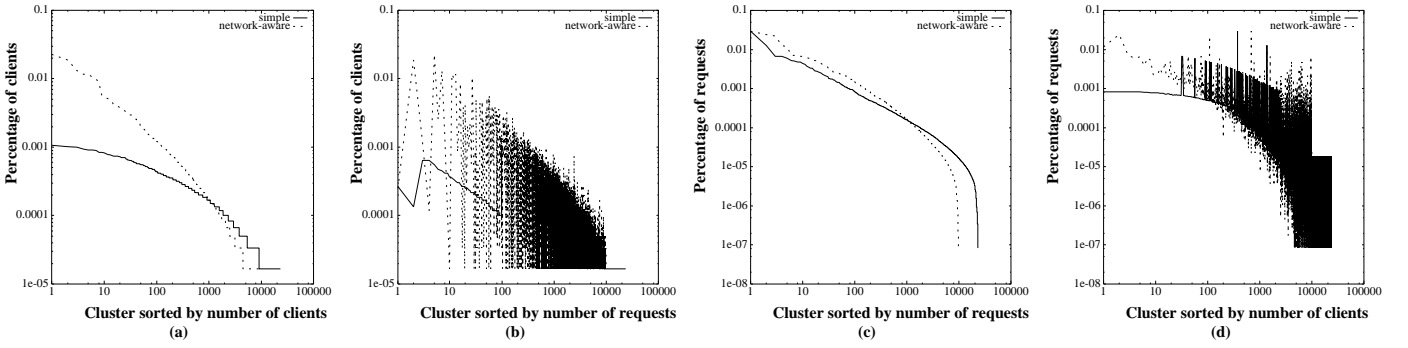 0.1
0.01
0.001
0.0001
1e-05
1
10
100
1000
10000
100000
Percentage of clients
Cluster sorted by number of clients
(a)
simple
network-aware
0.1
0.01
0.001
0.0001
1e-05
1
10
100
1000
10000
100000
Percentage of clients
Cluster sorted by number of requests
(b)
simple
network-aware
0.1
0.01
0.001
0.0001
1e-05
1e-06
1e-07
1e-08
1
10
100
1000
10000
100000
Percentage of requests
Cluster sorted by number of requests
(c)
simple
network-aware
0.1
0.01
0.001
0.0001
1e-05
1e-06
1e-07
1e-08
1
10
100
1000
10000
100000
Percentage of requests
Cluster sorted by number of clients
(d)
simple
network-aware